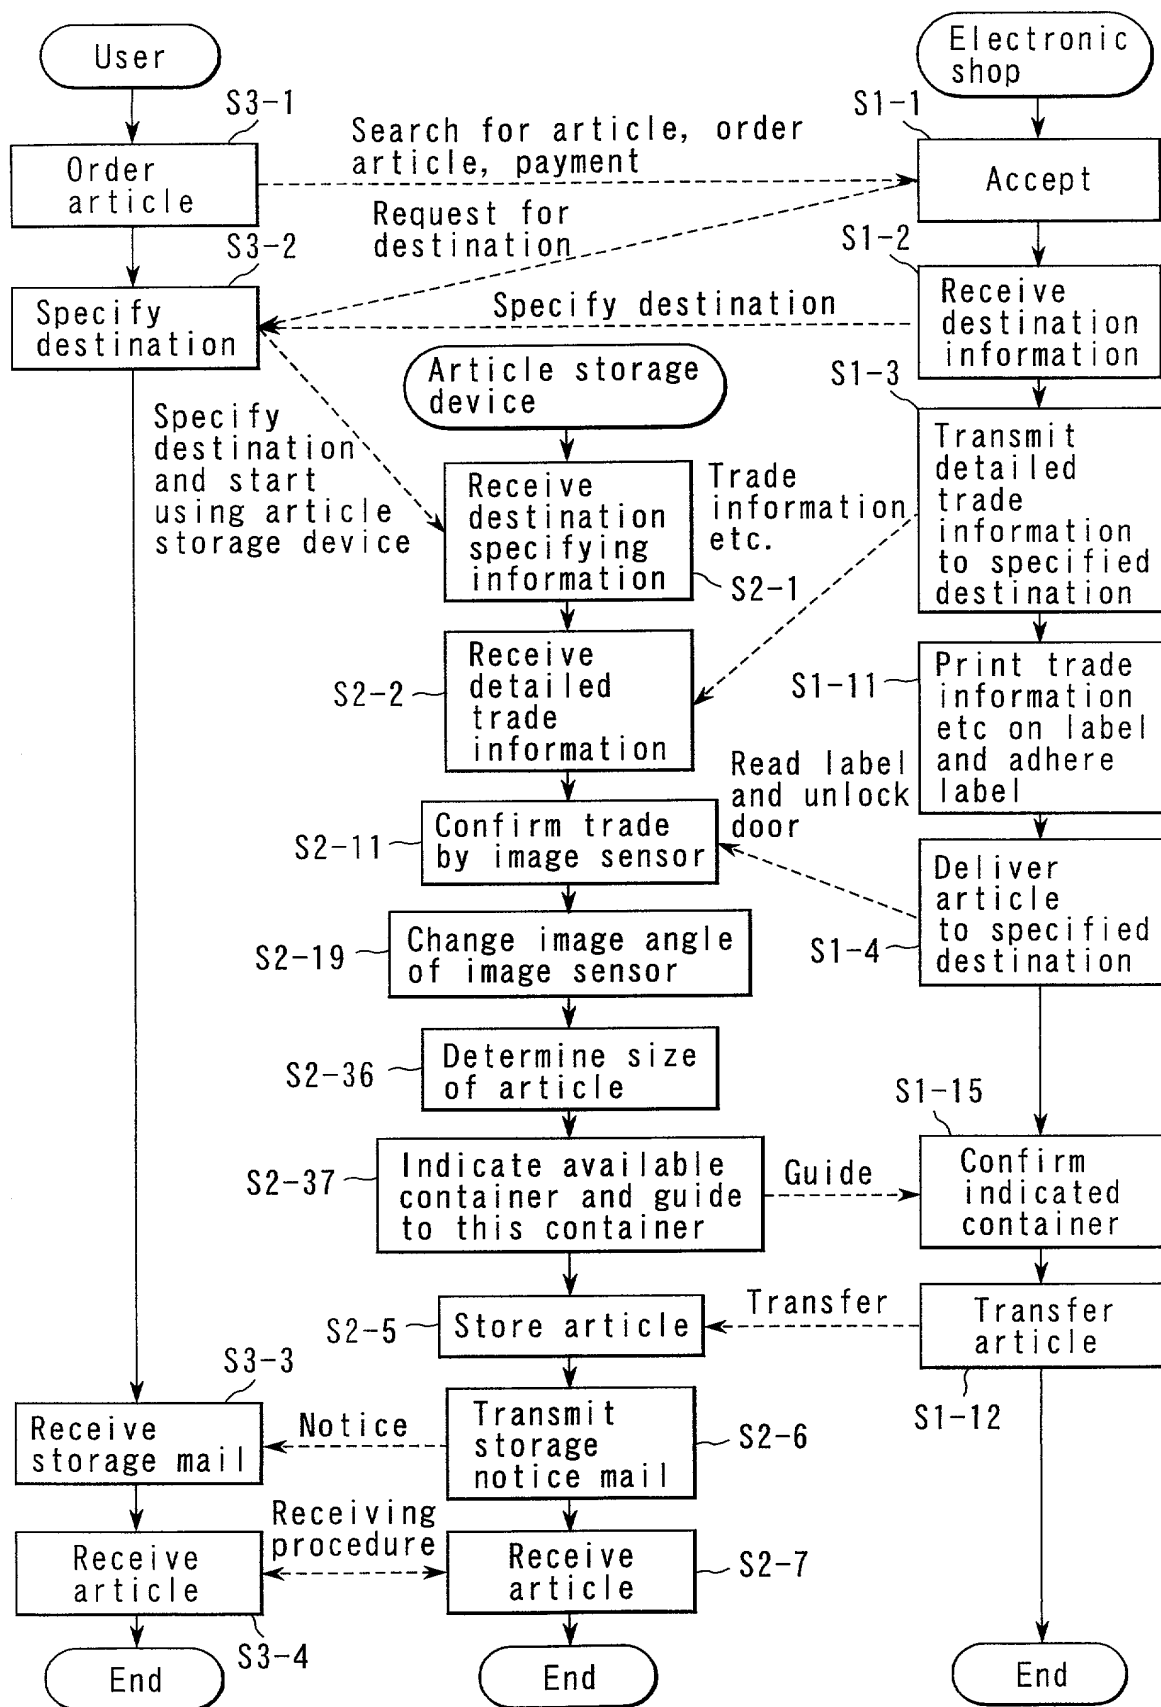 User
Electronic
shop
S3-1
S1-1
Order
article
Search for article, order
article, payment
Accept
Request for
destination
S3-2
S1-2
Specify
destination
Specify destination
Receive
destination
information
Article storage
device
S1-3
Specify
destination
and start
using article
storage device
Receive
destination
specifying
information
S2-1
Trade
information
etc.
Transmit
detailed
trade
information
to specified
destination
S2-2
Receive
detailed
trade
information
S1-11
Print trade
information
etc on label
and adhere
label
Read label
and unlock
door
S2-11
Confirm trade
by image sensor
S1-4
Deliver
article
to specified
destination
S2-19
Change image angle
of image sensor
S2-36
Determine size
of article
S1-15
S2-37
Indicate available
container and guide
to this container
Guide
Confirm
indicated
container
S2-5
Store article
Transfer
Transfer
article
S1-12
S3-3
Receive
storage mail
Notice
Transmit
storage
notice mail
S2-6
Receive
article
S3-4
Receiving
procedure
Receive
article
S2-7
End
End
End